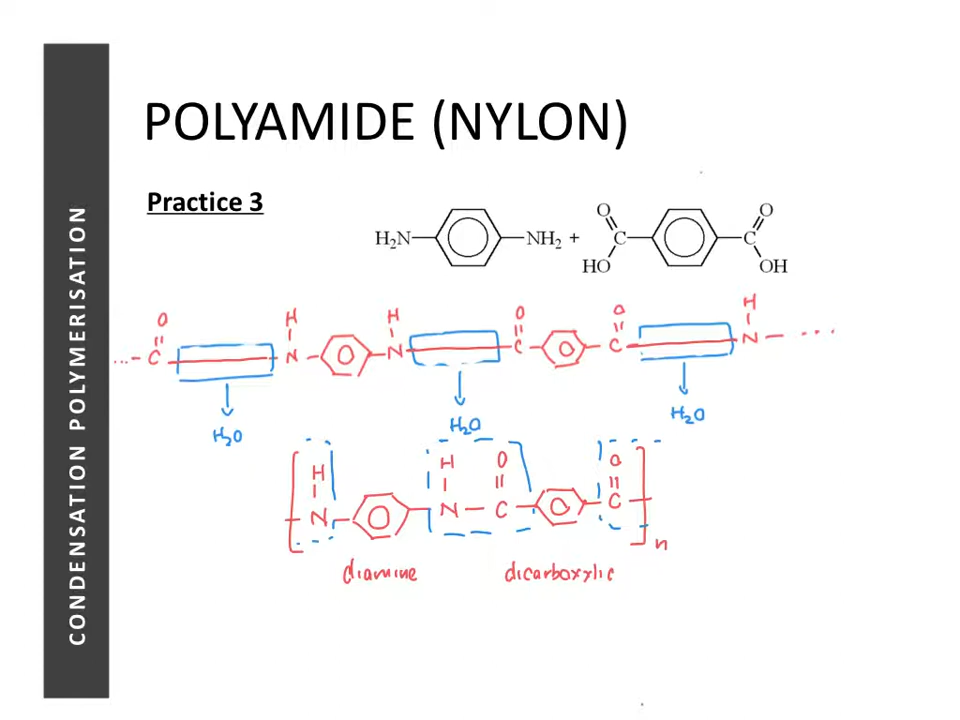 POLYAMIDE (NYLON)
CONDENSATION POLYMERISATION
Practice 3
O O
H₂N NH₂ + C C
HO OH
O H H O O H
... C N O N C O C N ...
H₂O H₂O H₂O
H H O O
N O N C O C n
diamine dicarboxylic